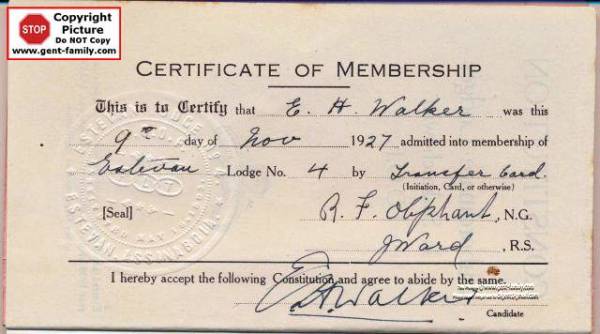 STOP
Copyright
Picture
Do NOT Copy
www.gent-family.com
CERTIFICATE OF MEMBERSHIP
This is to Certify that E. H. Walker was this
9th day of Nov 1927 admitted into membership of
Estevan Lodge No. 4 by Transfer Card.
(Initiation, Card, or otherwise)
[Seal] R. F. Oliphant, N.G.
J Ward, R.S.
I hereby accept the following Constitution and agree to abide by the same.
E. H. Walker
Candidate
ESTEVAN, ASSINABOIA